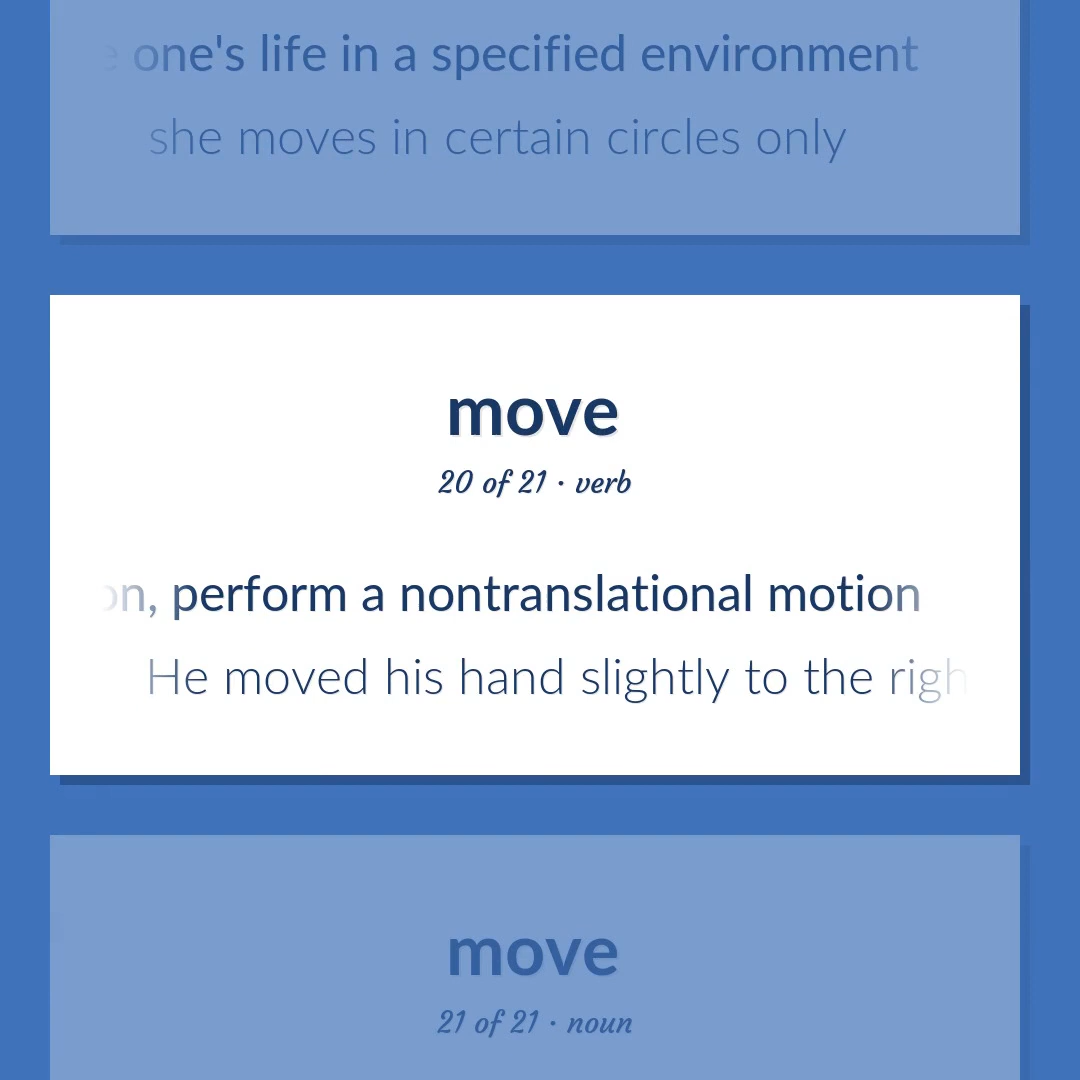 one's life in a specified environment
she moves in certain circles only
move
20 of 21 · verb
perform a nontranslational motion
He moved his hand slightly to the
move
21 of 21 · noun